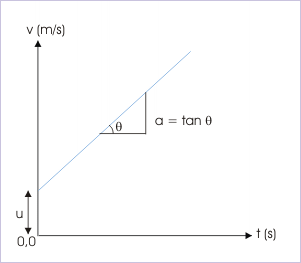 v (m/s)
θ
a = tan θ
u
0,0
t (s)